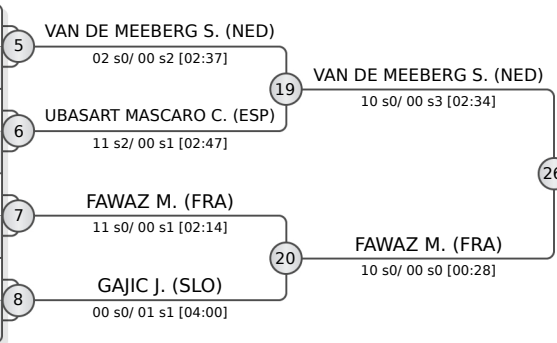 VAN DE MEEBERG S. (NED)
5
02 s0/ 00 s2 [02:37]
19
VAN DE MEEBERG S. (NED)
10 s0/ 00 s3 [02:34]
UBASART MASCARO C. (ESP)
6
11 s2/ 00 s1 [02:47]
26
FAWAZ M. (FRA)
7
11 s0/ 00 s1 [02:14]
20
FAWAZ M. (FRA)
10 s0/ 00 s0 [00:28]
GAJIC J. (SLO)
8
00 s0/ 01 s1 [04:00]